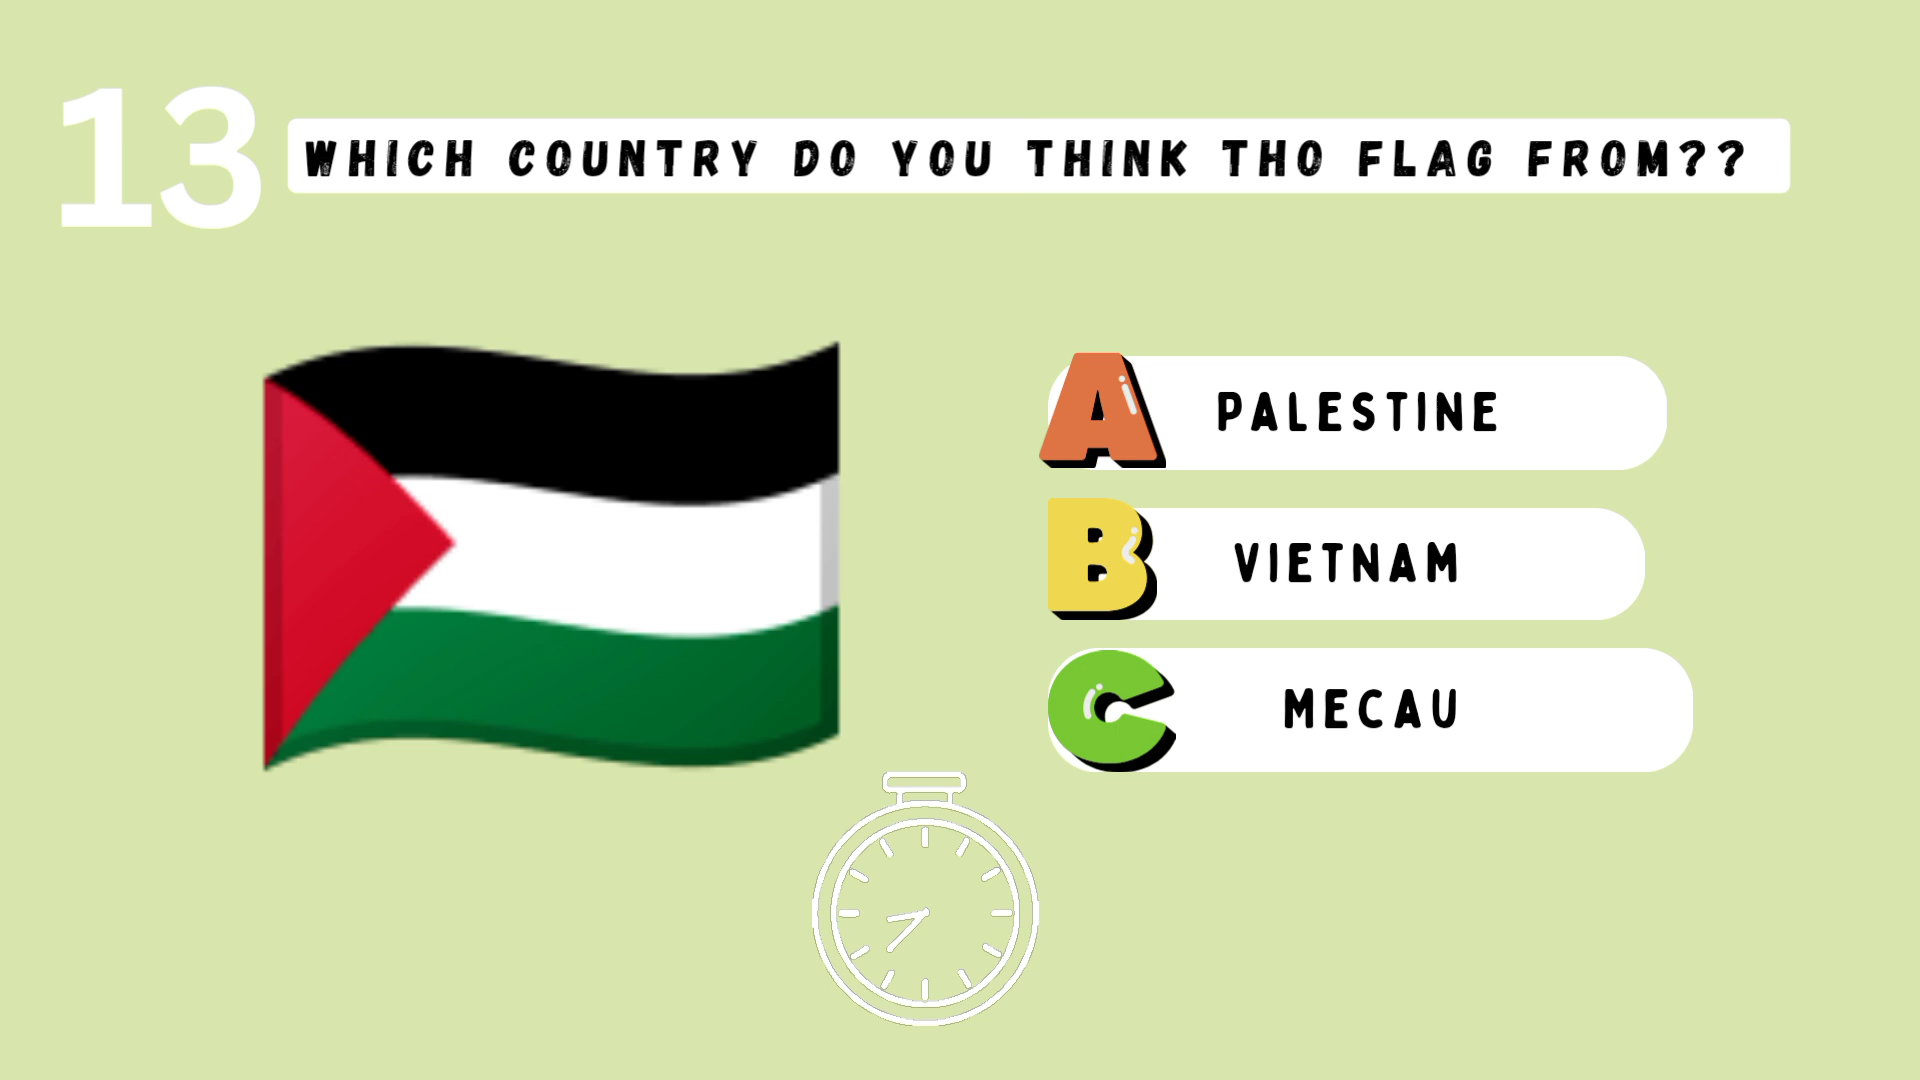 13
WHICH COUNTRY DO YOU THINK THO FLAG FROM??
A PALESTINE
B VIETNAM
C MECAU